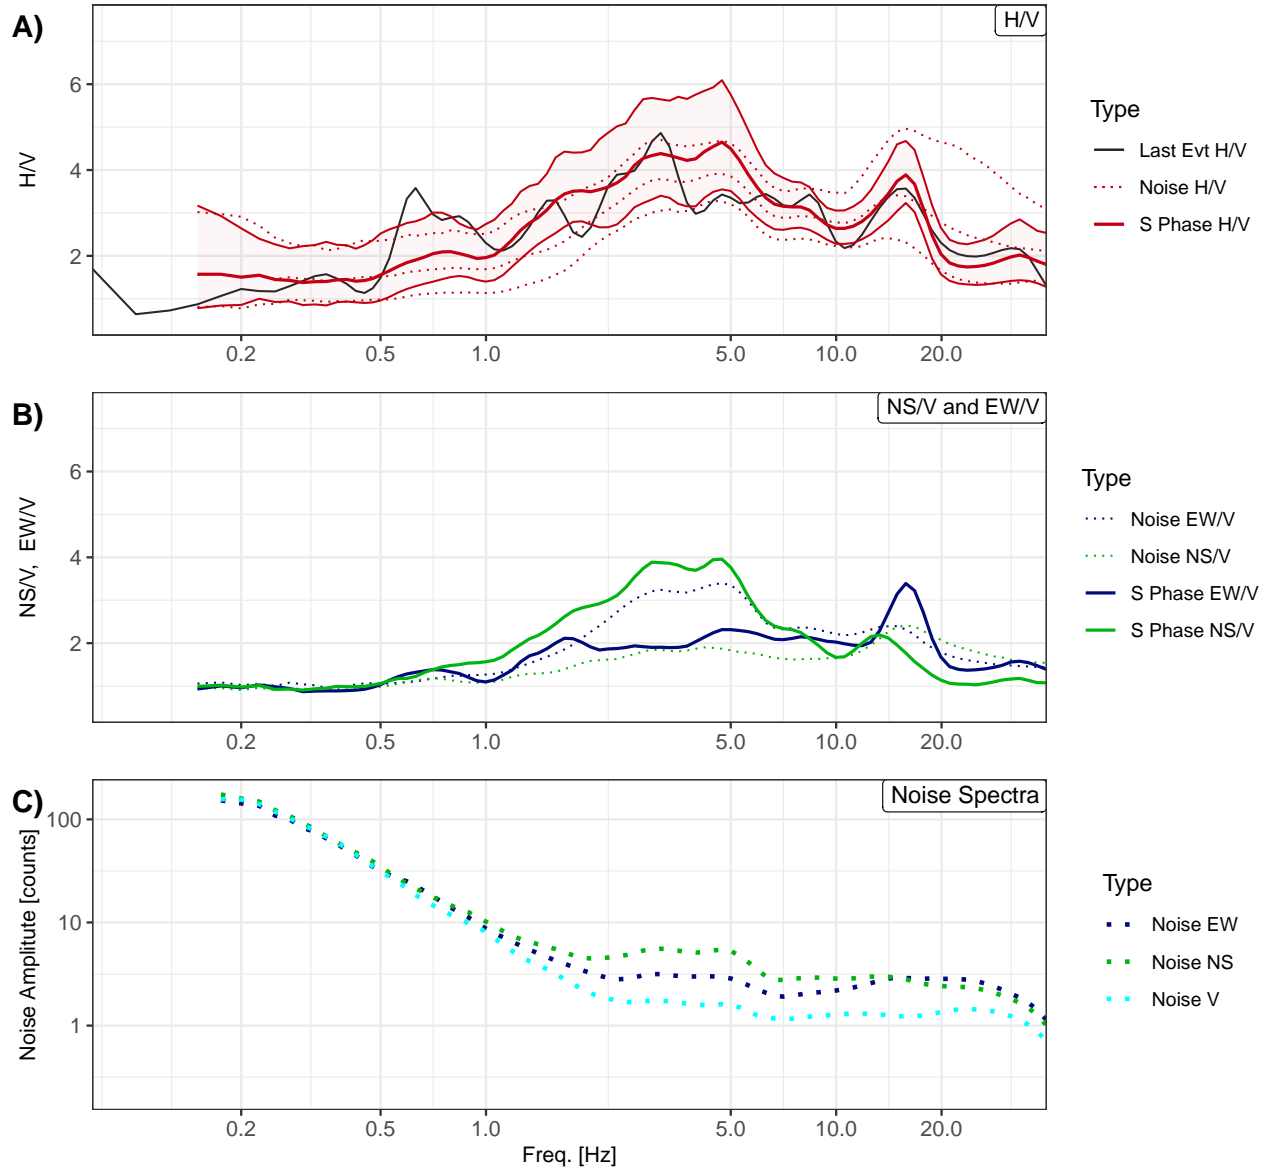 A)
H/V
6
4
2
H/V
0.2 0.5 1.0 5.0 10.0 20.0
Type
Last Evt H/V
Noise H/V
S Phase H/V
B)
NS/V and EW/V
6
4
2
NS/V, EW/V
0.2 0.5 1.0 5.0 10.0 20.0
Type
Noise EW/V
Noise NS/V
S Phase EW/V
S Phase NS/V
C)
Noise Spectra
100
10
1
Noise Amplitute [counts]
0.2 0.5 1.0 5.0 10.0 20.0
Freq. [Hz]
Type
Noise EW
Noise NS
Noise V